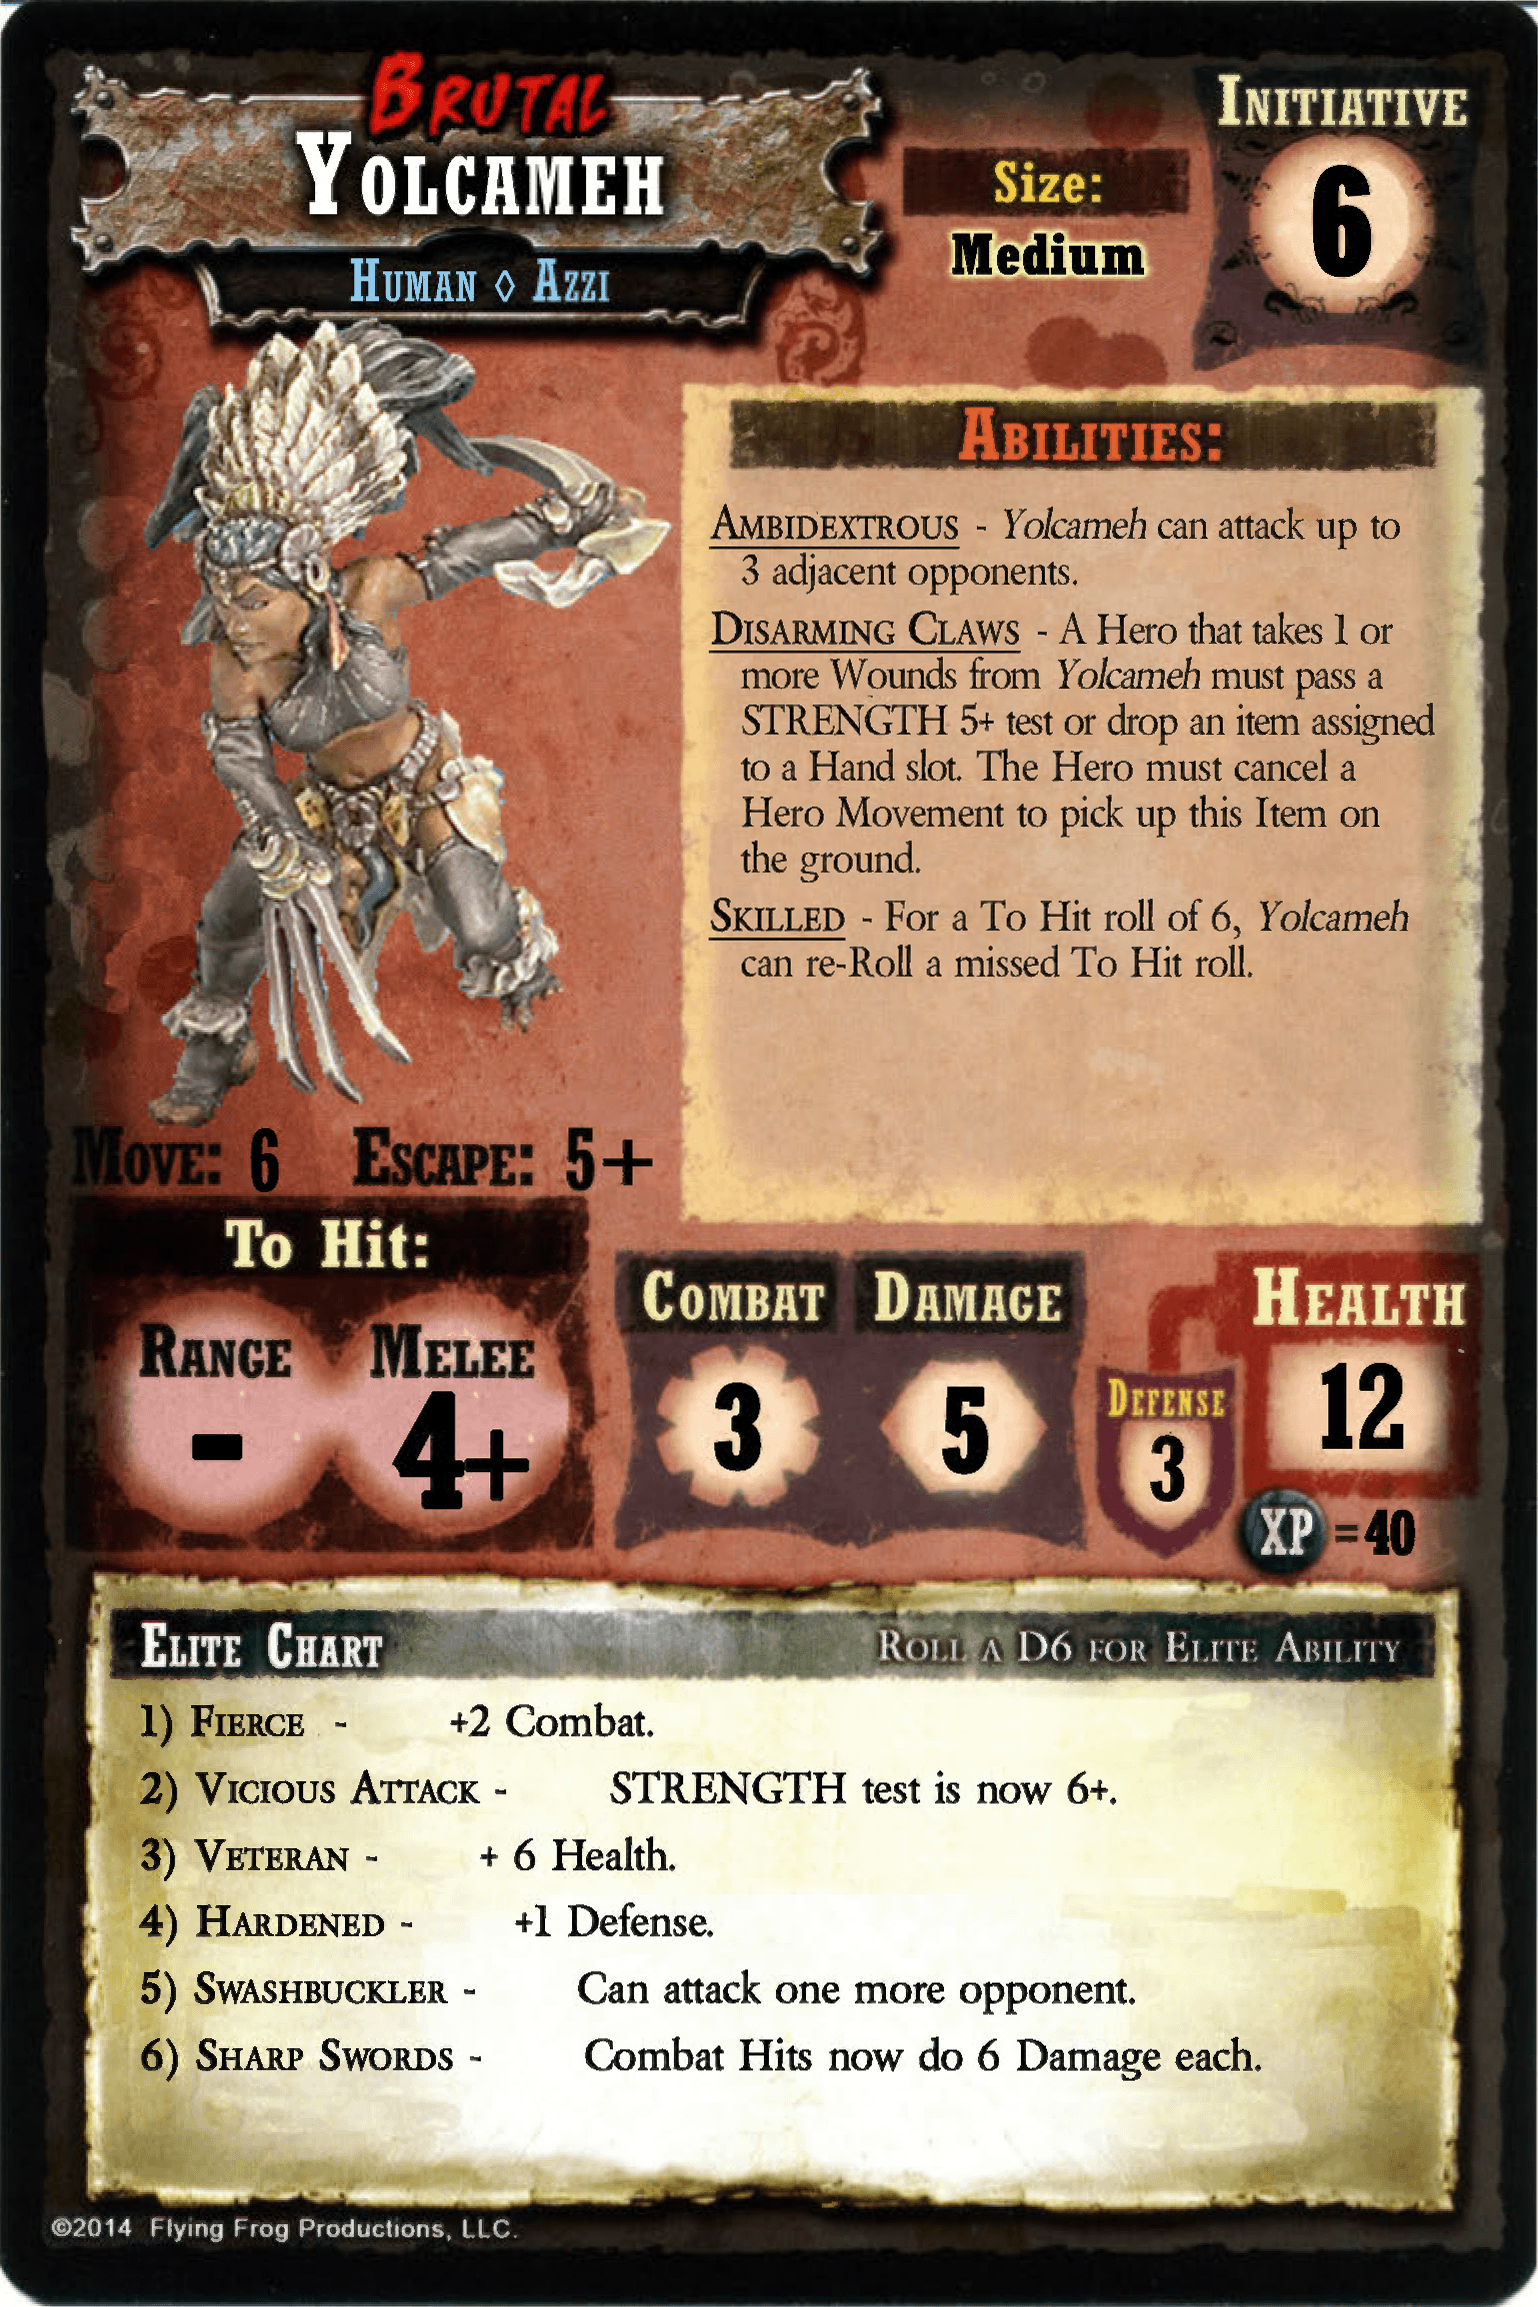 BRUTAL
YOLCAMEH
HUMAN ◊ AZZI
Size:
Medium
INITIATIVE
6
ABILITIES:
AMBIDEXTROUS - Yolcameh can attack up to
3 adjacent opponents.
DISARMING CLAWS - A Hero that takes 1 or
more Wounds from Yolcameh must pass a
STRENGTH 5+ test or drop an item assigned
to a Hand slot. The Hero must cancel a
Hero Movement to pick up this Item on
the ground.
SKILLED - For a To Hit roll of 6, Yolcameh
can re-Roll a missed To Hit roll.
MOVE: 6 ESCAPE: 5+
To Hit:
RANGE MELEE
- 4+
COMBAT DAMAGE
3 5
DEFENSE
3
HEALTH
12
XP =40
ELITE CHART ROLL A D6 FOR ELITE ABILITY
1) FIERCE - +2 Combat.
2) VICIOUS ATTACK - STRENGTH test is now 6+.
3) VETERAN - + 6 Health.
4) HARDENED - +1 Defense.
5) SWASHBUCKLER - Can attack one more opponent.
6) SHARP SWORDS - Combat Hits now do 6 Damage each.
©2014 Flying Frog Productions, LLC.